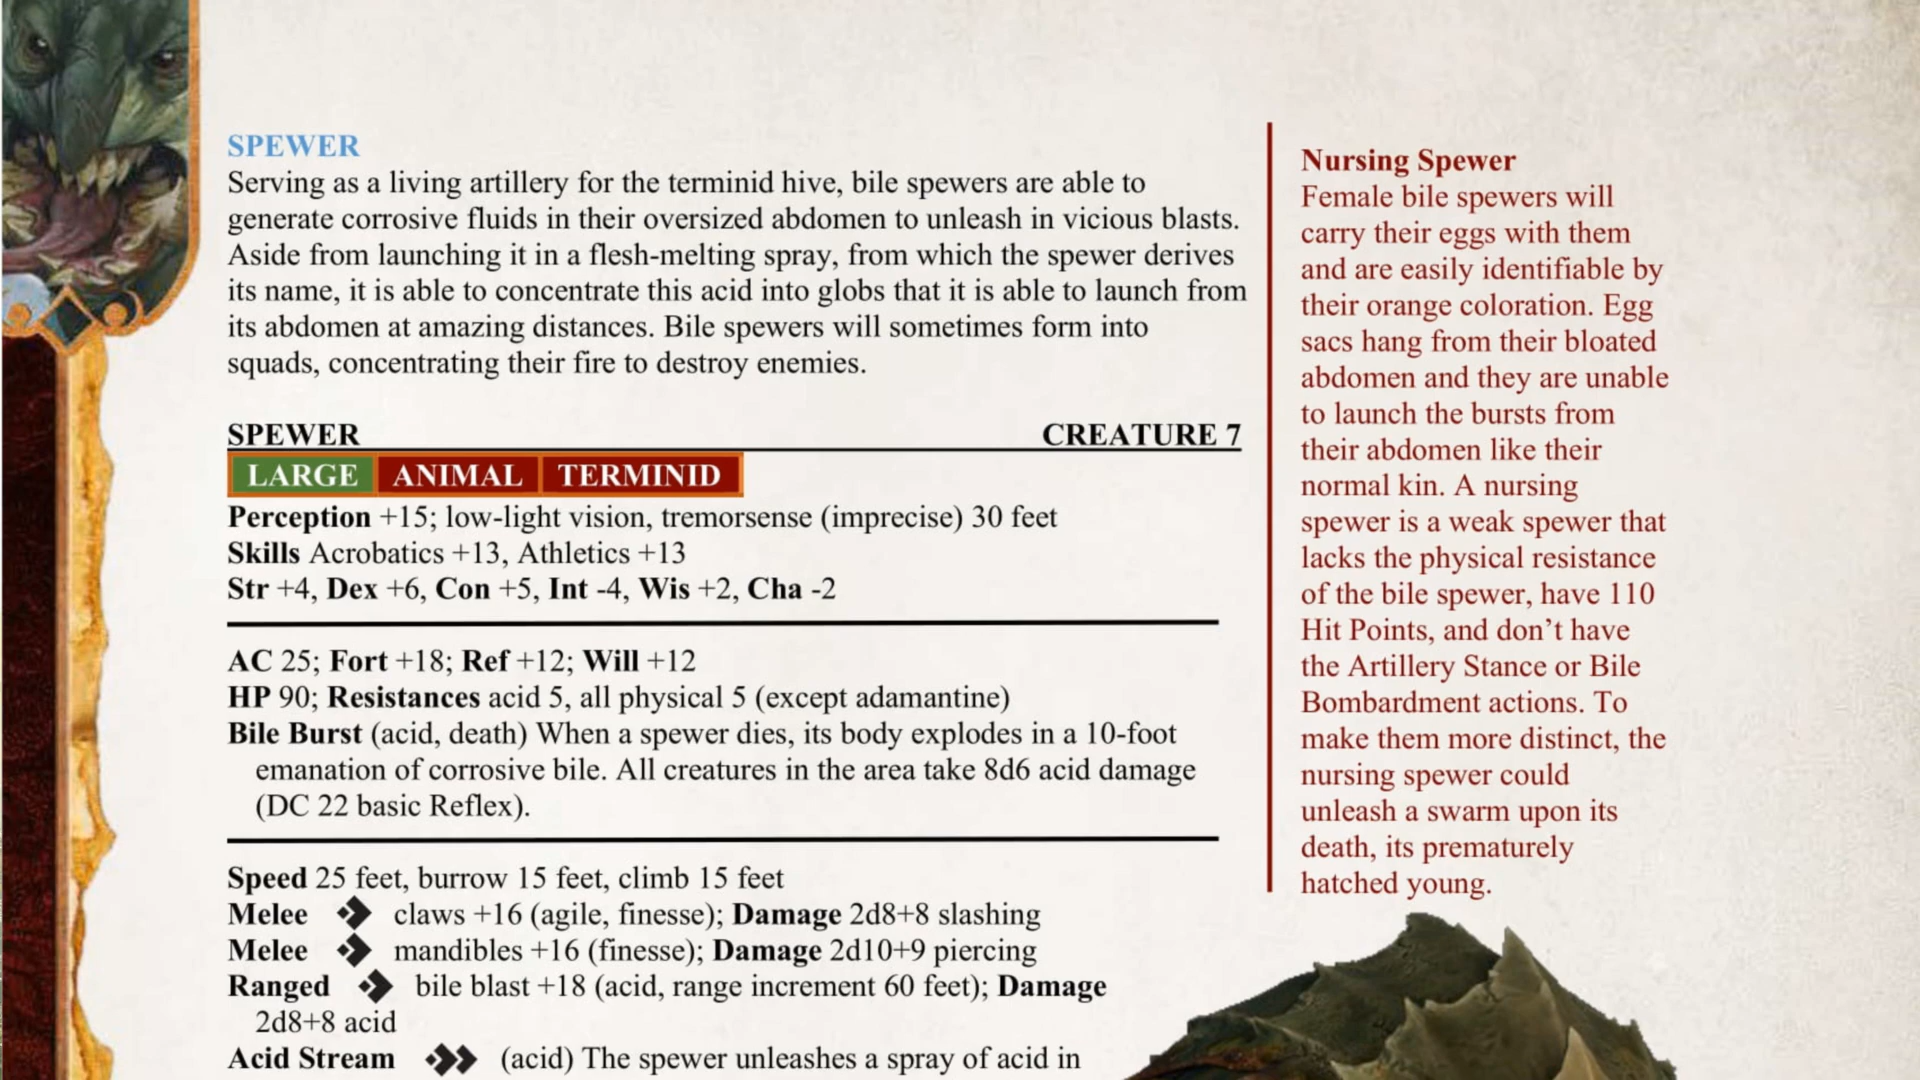 SPEWER
Serving as a living artillery for the terminid hive, bile spewers are able to
generate corrosive fluids in their oversized abdomen to unleash in vicious blasts.
Aside from launching it in a flesh-melting spray, from which the spewer derives
its name, it is able to concentrate this acid into globs that it is able to launch from
its abdomen at amazing distances. Bile spewers will sometimes form into
squads, concentrating their fire to destroy enemies.
SPEWER CREATURE 7
LARGE ANIMAL TERMINID
Perception +15; low-light vision, tremorsense (imprecise) 30 feet
Skills Acrobatics +13, Athletics +13
Str +4, Dex +6, Con +5, Int -4, Wis +2, Cha -2
AC 25; Fort +18; Ref +12; Will +12
HP 90; Resistances acid 5, all physical 5 (except adamantine)
Bile Burst (acid, death) When a spewer dies, its body explodes in a 10-foot
emanation of corrosive bile. All creatures in the area take 8d6 acid damage
(DC 22 basic Reflex).
Speed 25 feet, burrow 15 feet, climb 15 feet
Melee claws +16 (agile, finesse); Damage 2d8+8 slashing
Melee mandibles +16 (finesse); Damage 2d10+9 piercing
Ranged bile blast +18 (acid, range increment 60 feet); Damage
2d8+8 acid
Acid Stream (acid) The spewer unleashes a spray of acid in
Nursing Spewer
Female bile spewers will
carry their eggs with them
and are easily identifiable by
their orange coloration. Egg
sacs hang from their bloated
abdomen and they are unable
to launch the bursts from
their abdomen like their
normal kin. A nursing
spewer is a weak spewer that
lacks the physical resistance
of the bile spewer, have 110
Hit Points, and don’t have
the Artillery Stance or Bile
Bombardment actions. To
make them more distinct, the
nursing spewer could
unleash a swarm upon its
death, its prematurely
hatched young.